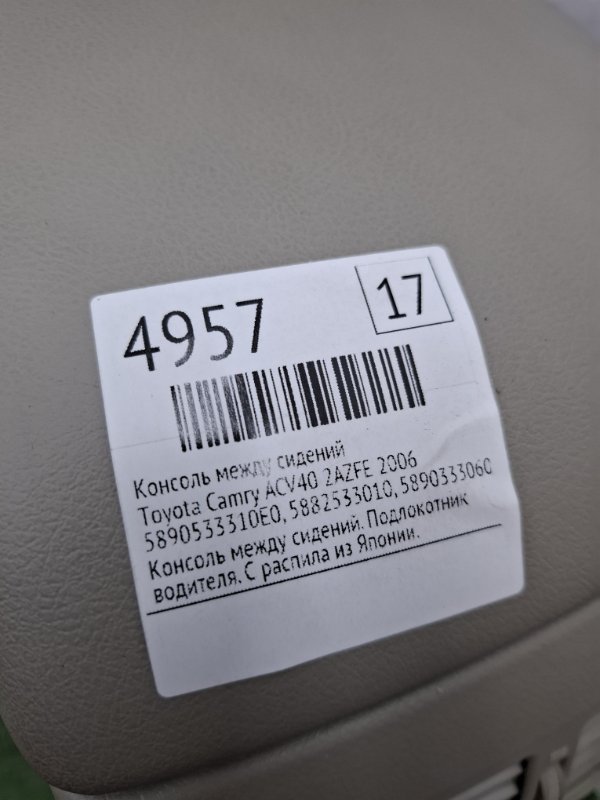 4957
17
Консоль между сидений
Toyota Camry ACV40 2AZFE 2006
5890533310E0, 5882533010, 5890333060
Консоль между сидений. Подлокотник
водителя. С распила из Японии.